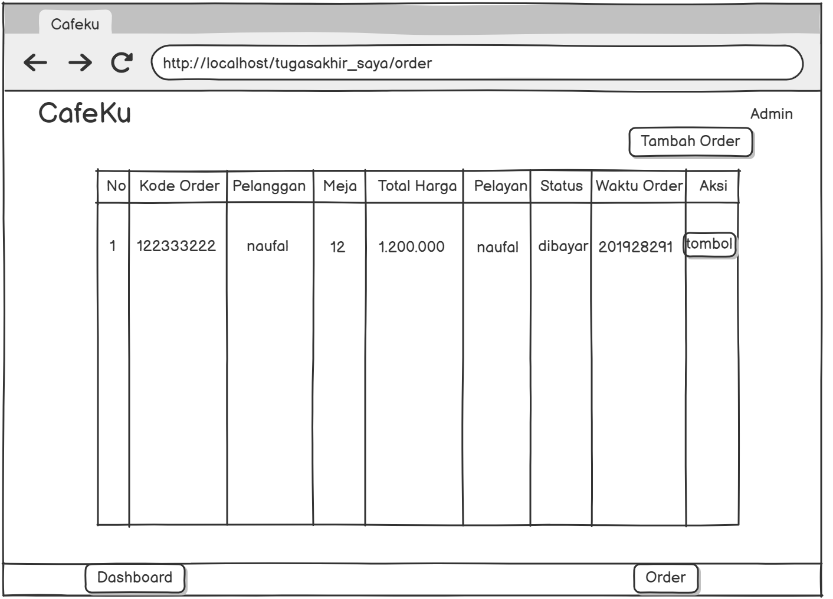 Cafeku
http://localhost/tugasakhir_saya/order
CafeKu
Admin
Tambah Order
No Kode Order Pelanggan Meja Total Harga Pelayan Status Waktu Order Aksi
1 122333222 naufal 12 1.200.000 naufal dibayar 201928291 tombol
Dashboard Order